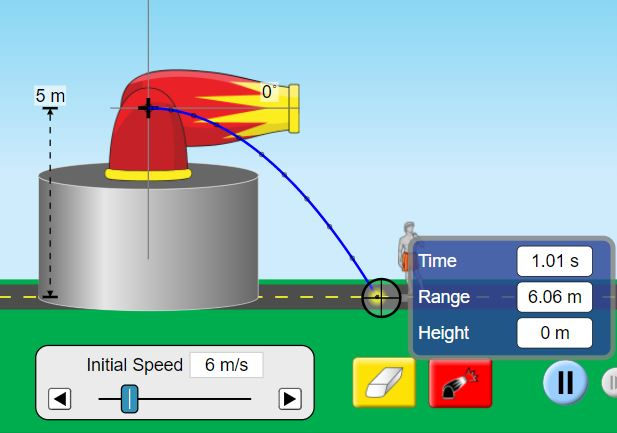 5 m
0°
Time 1.01 s
Range 6.06 m
Height 0 m
Initial Speed 6 m/s